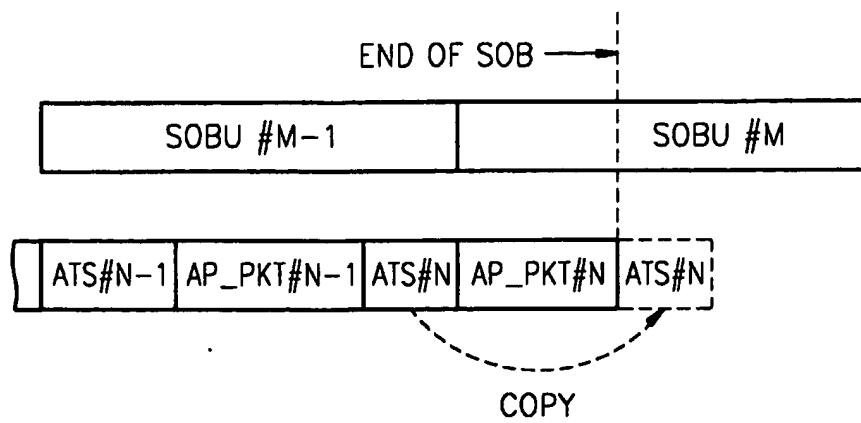 END OF SOB
SOBU #M-1 SOBU #M
ATS#N-1 AP_PKT#N-1 ATS#N AP_PKT#N ATS#N
COPY